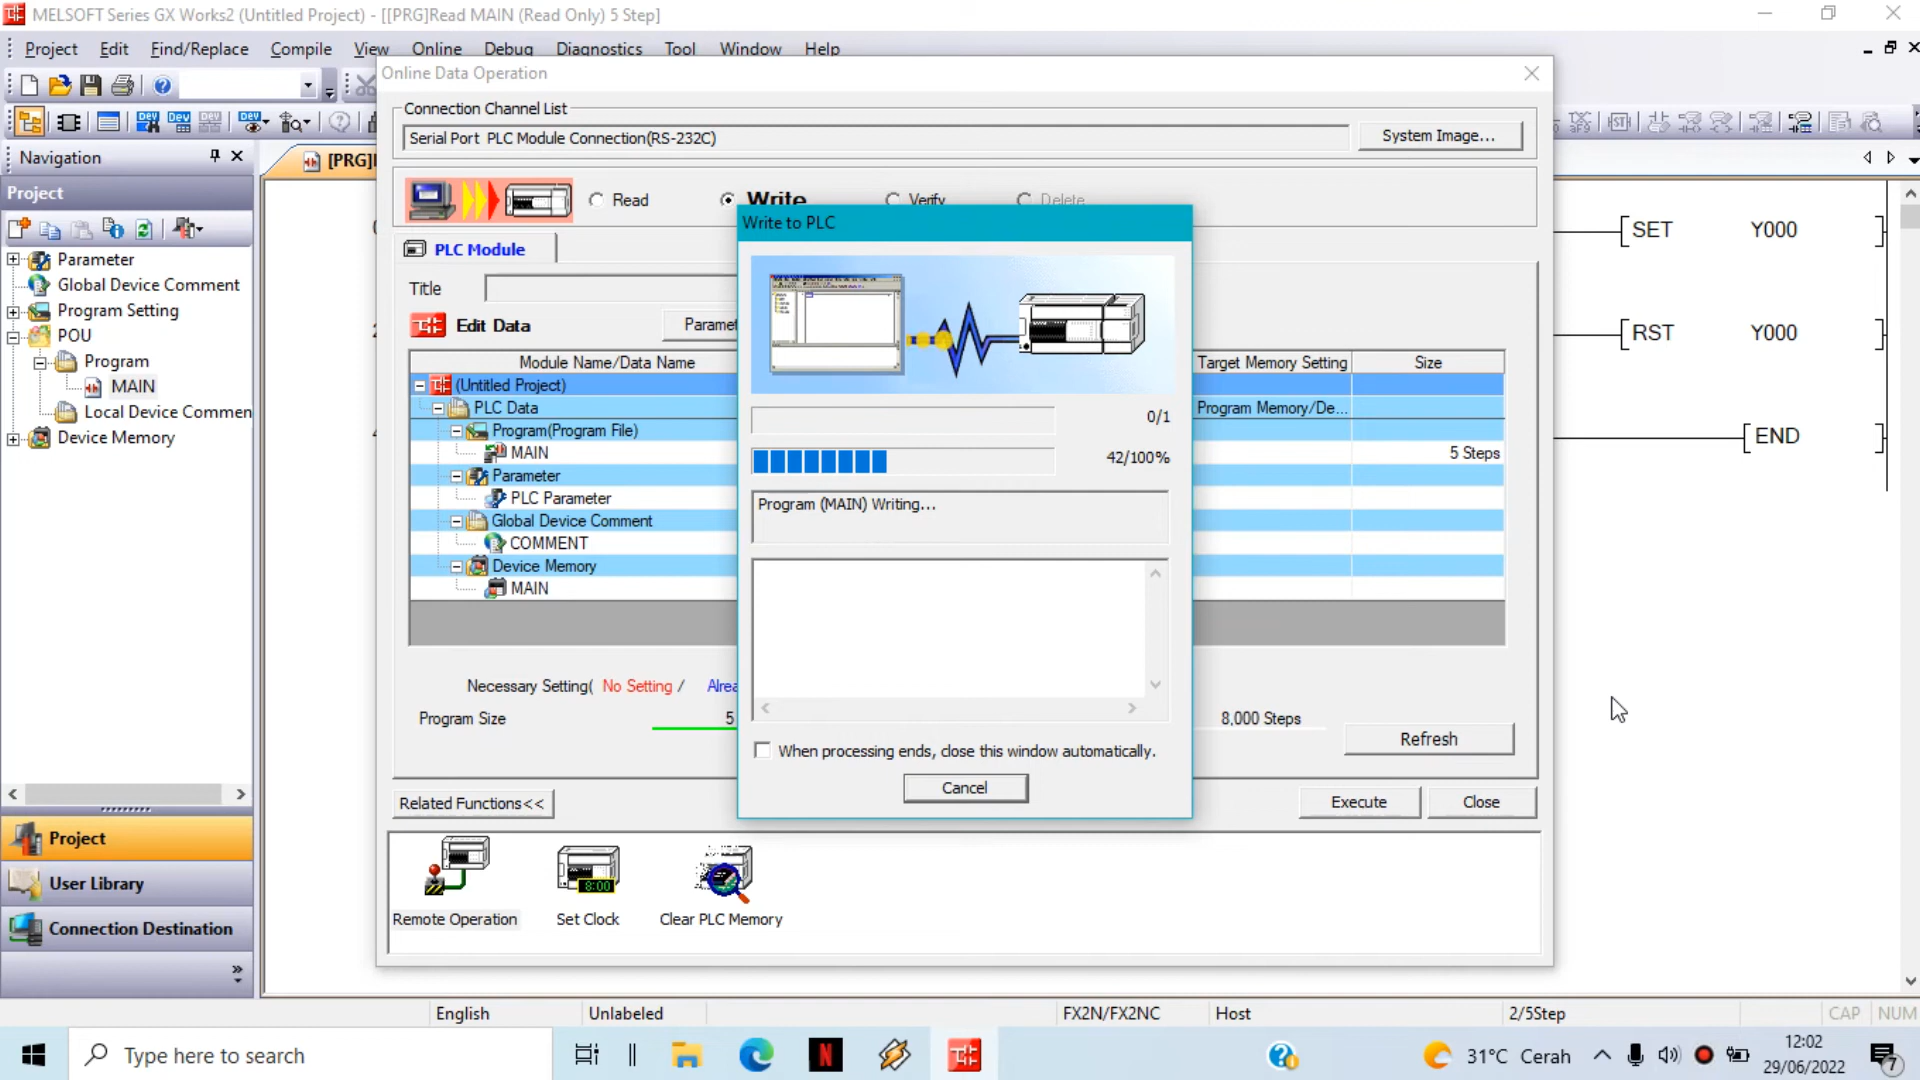 MELSOFT Series GX Works2 (Untitled Project) - [[PRG]Read MAIN (Read Only) 5 Step]
Project Edit Find/Replace Compile View Online Debug Diagnostics Tool Window Help
Online Data Operation
Connection Channel List
Serial Port PLC Module Connection(RS-232C)
System Image...
Navigation
[PRG]
Read
Write
Verify
Delete
Project
Write to PLC
PLC Module
SET Y000
Parameter
Global Device Comment
Program Setting
POU
Program
MAIN
Local Device Commen
Device Memory
Title
Edit Data
Parame
RST Y000
Module Name/Data Name
Target Memory Setting
Size
(Untitled Project)
PLC Data
Program Memory/De...
0/1
Program(Program File)
END
MAIN
5 Steps
42/100%
Parameter
PLC Parameter
Program (MAIN) Writing...
Global Device Comment
COMMENT
Device Memory
MAIN
Necessary Setting( No Setting / Alrea
Program Size
5
8,000 Steps
Refresh
When processing ends, close this window automatically.
Cancel
Related Functions<<
Execute
Close
Project
User Library
Connection Destination
8:00
Remote Operation
Set Clock
Clear PLC Memory
English
Unlabeled
FX2N/FX2NC
Host
2/5Step
CAP
NUM
Type here to search
N
31°C Cerah
12:02
29/06/2022
7